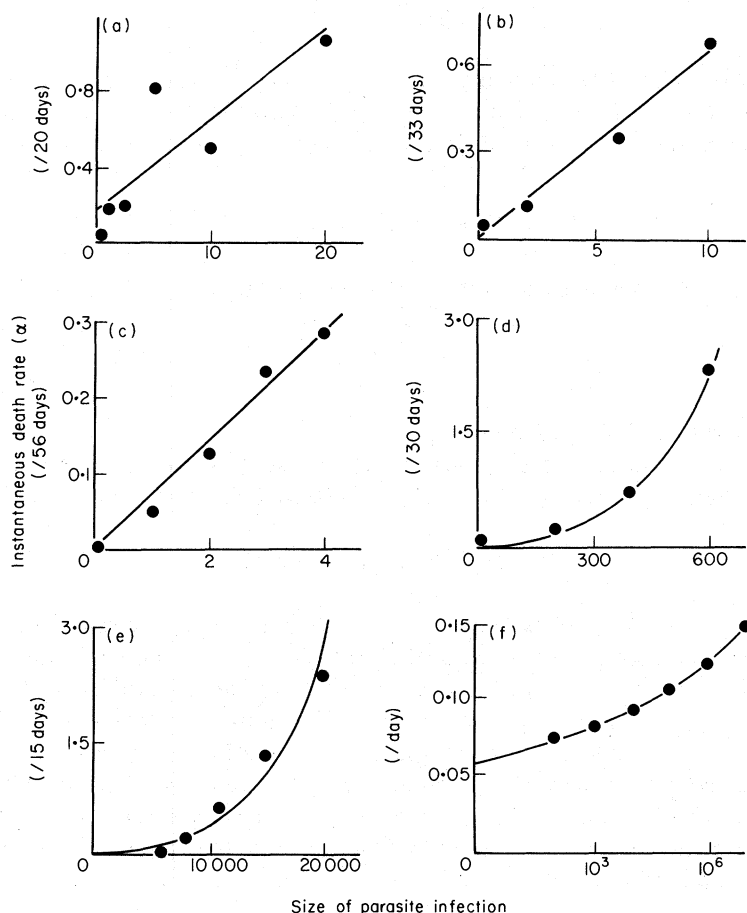 (a)
0·8
0·4
(/20 days)
0
10
20
(b)
0·6
0·3
(/33 days)
0
5
10
Instantaneous death rate (α)
(c)
0·3
0·2
0·1
(/56 days)
0
2
4
(d)
3·0
1·5
(/30 days)
0
300
600
(e)
3·0
1·5
(/15 days)
0
10 000
20 000
(f)
0·15
0·10
0·05
(/day)
0
10³
10⁶
Size of parasite infection